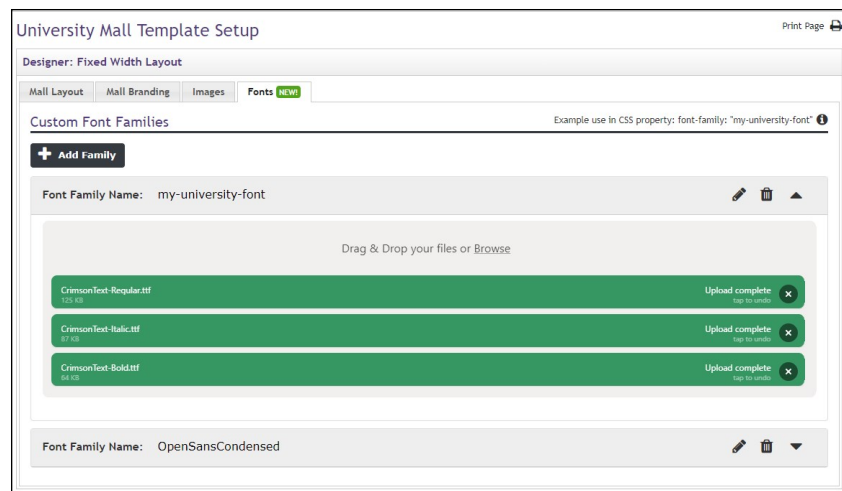 University Mall Template Setup
Print Page
Designer: Fixed Width Layout
Mall Layout
Mall Branding
Images
Fonts NEW!
Custom Font Families
Example use in CSS property: font-family: "my-university-font"
Add Family
Font Family Name: my-university-font
Drag & Drop your files or Browse
CrimsonText-Regular.ttf
Upload complete
125 KB
tap to undo
CrimsonText-Italic.ttf
Upload complete
87 KB
tap to undo
CrimsonText-Bold.ttf
Upload complete
64 KB
tap to undo
Font Family Name: OpenSansCondensed